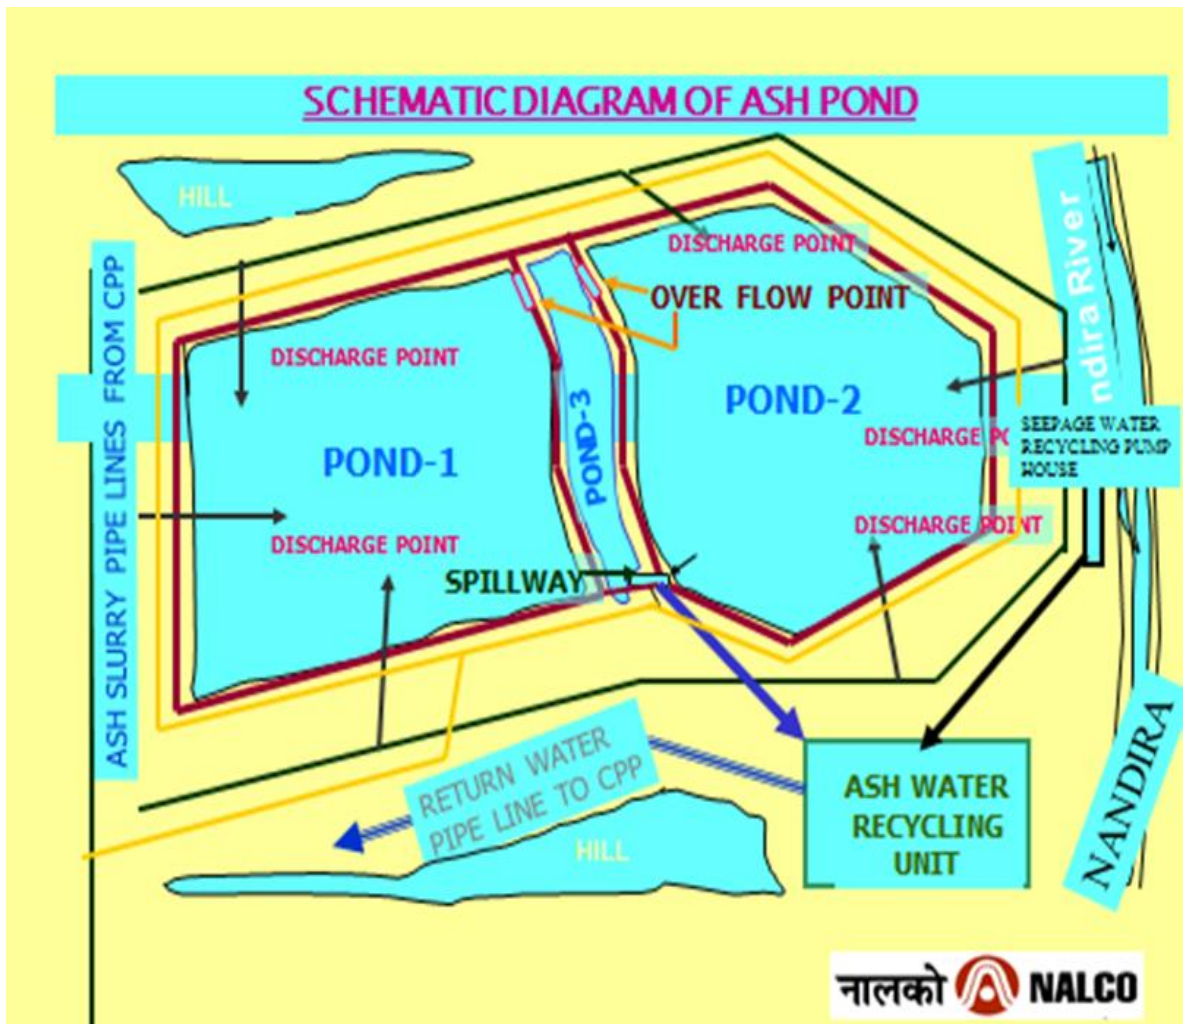 SCHEMATIC DIAGRAM OF ASH POND
HILL
ndira River
ASH SLURRY PIPE LINES FROM CPP
DISCHARGE POINT
OVER FLOW POINT
DISCHARGE POINT
POND-1
POND-3
POND-2
DISCHARGE PO
SEEPAGE WATER
RECYCLING PUMP
HOUSE
DISCHARGE POINT
DISCHARGE POINT
SPILLWAY
RETURN WATER
PIPE LINE TO CPP
HILL
ASH WATER
RECYCLING
UNIT
NANDIRA
नालको NALCO